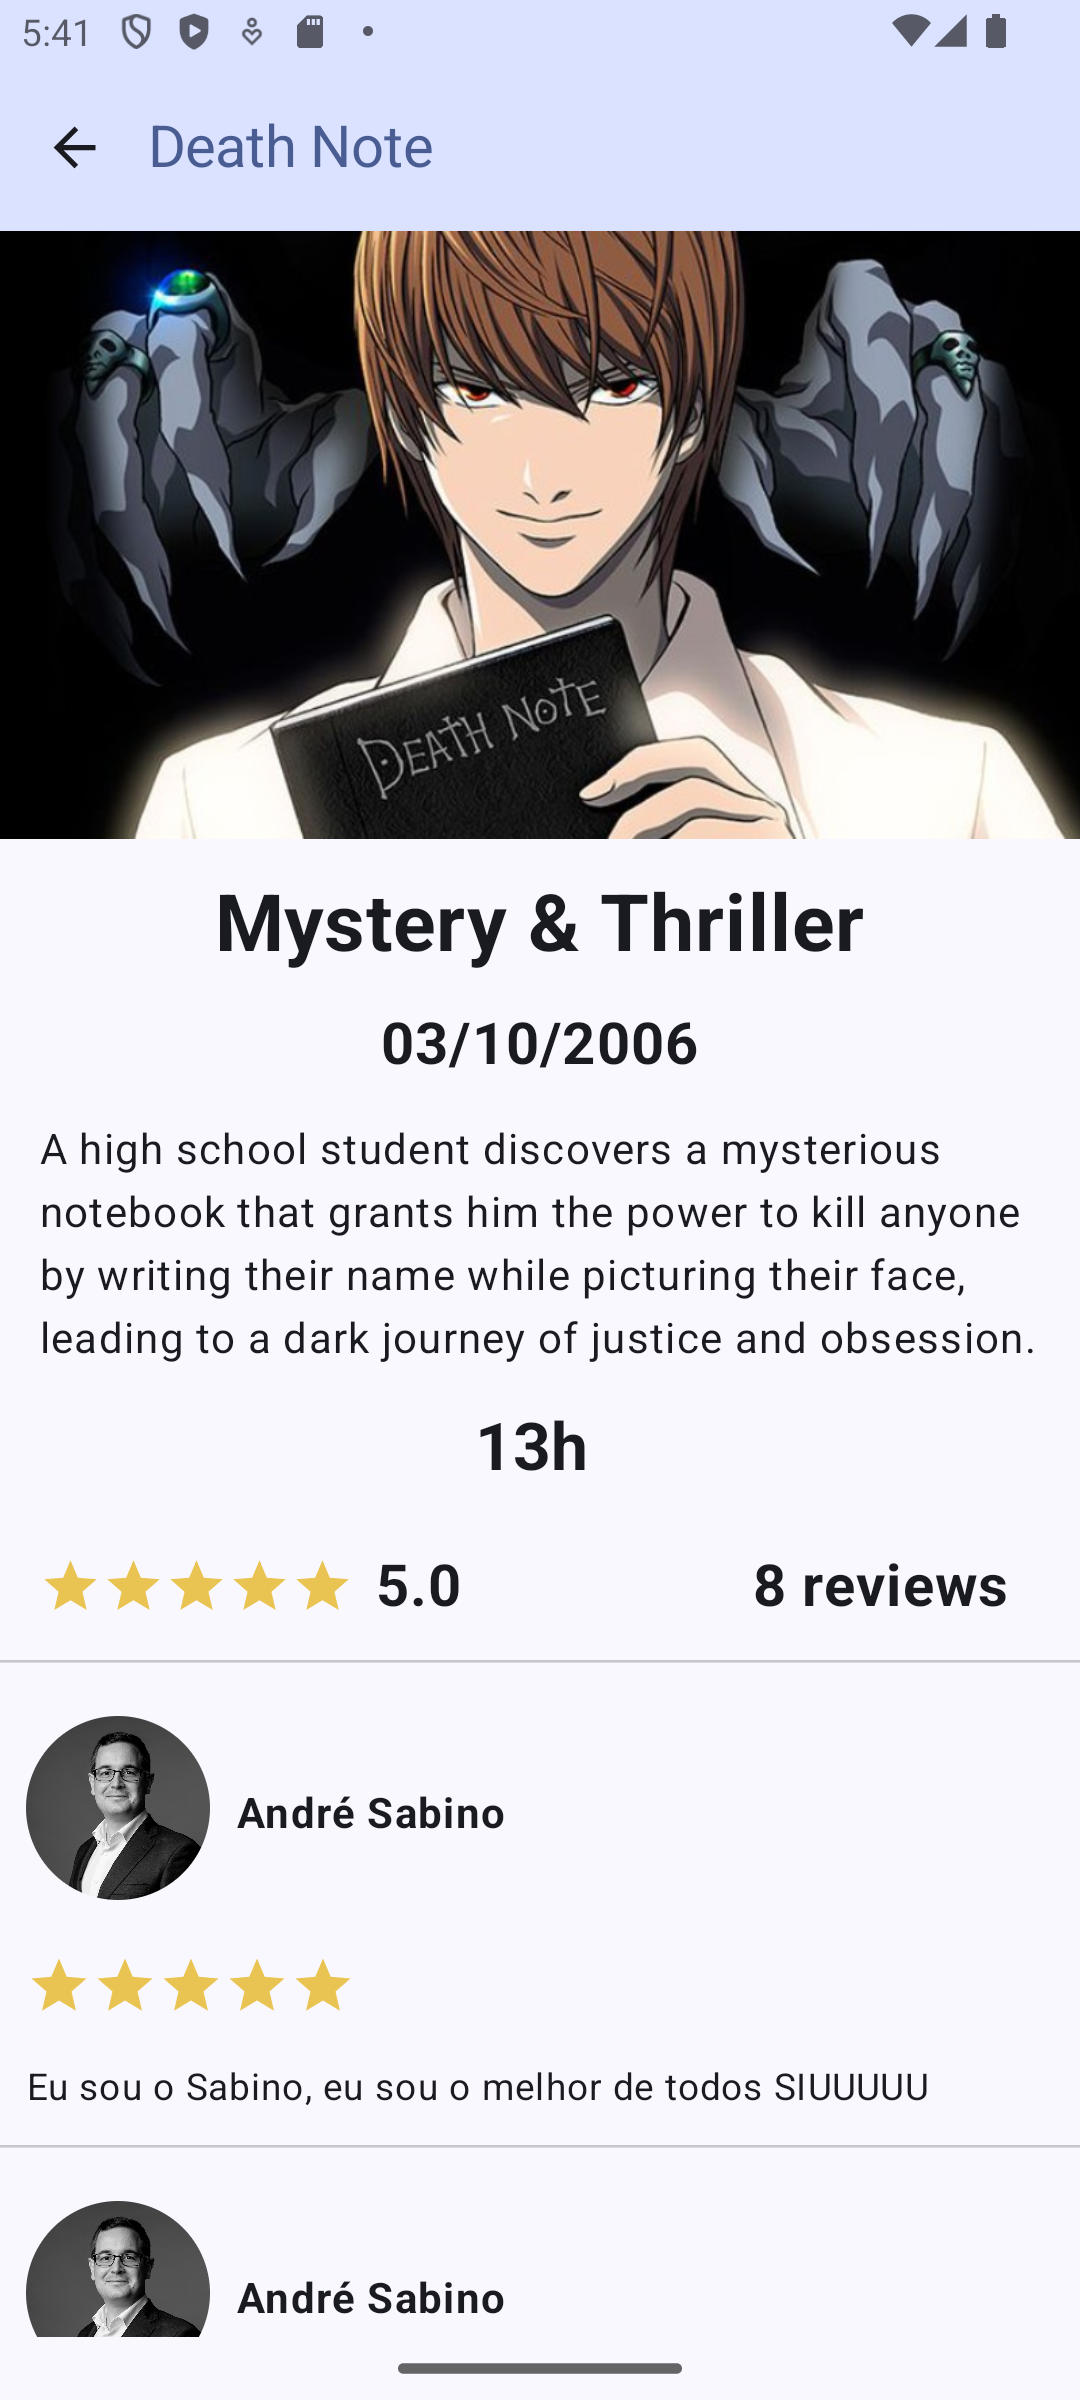 5:41
Death Note
DEATH NOTE
Mystery & Thriller
03/10/2006
A high school student discovers a mysterious
notebook that grants him the power to kill anyone
by writing their name while picturing their face,
leading to a dark journey of justice and obsession.
13h
5.0 8 reviews
André Sabino
Eu sou o Sabino, eu sou o melhor de todos SIUUUUU
André Sabino